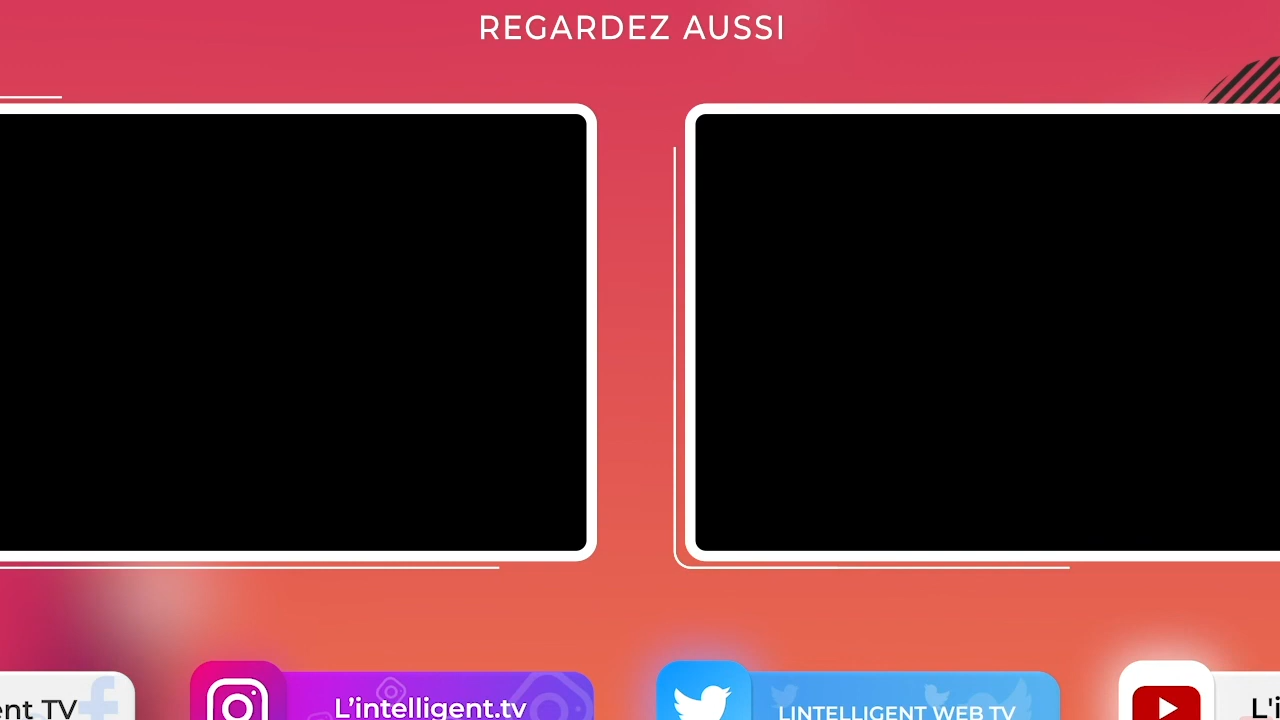 REGARDEZ AUSSI
ent TV
L'intelligent.tv
LINTELLIGENT WEB TV
L'i